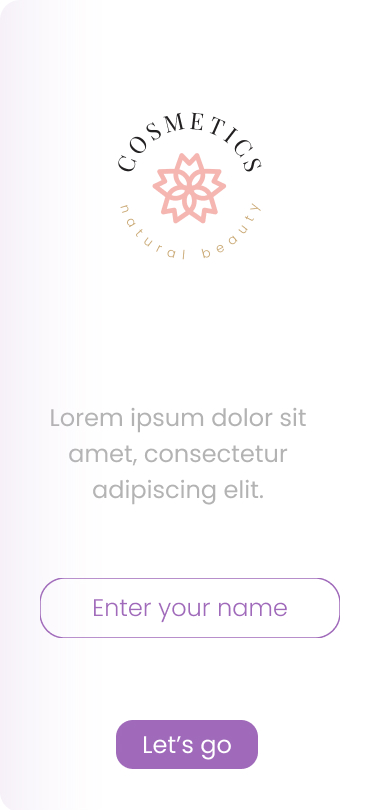 COSMETICS
natural beauty
Lorem ipsum dolor sit
amet, consectetur
adipiscing elit.
Enter your name
Let’s go